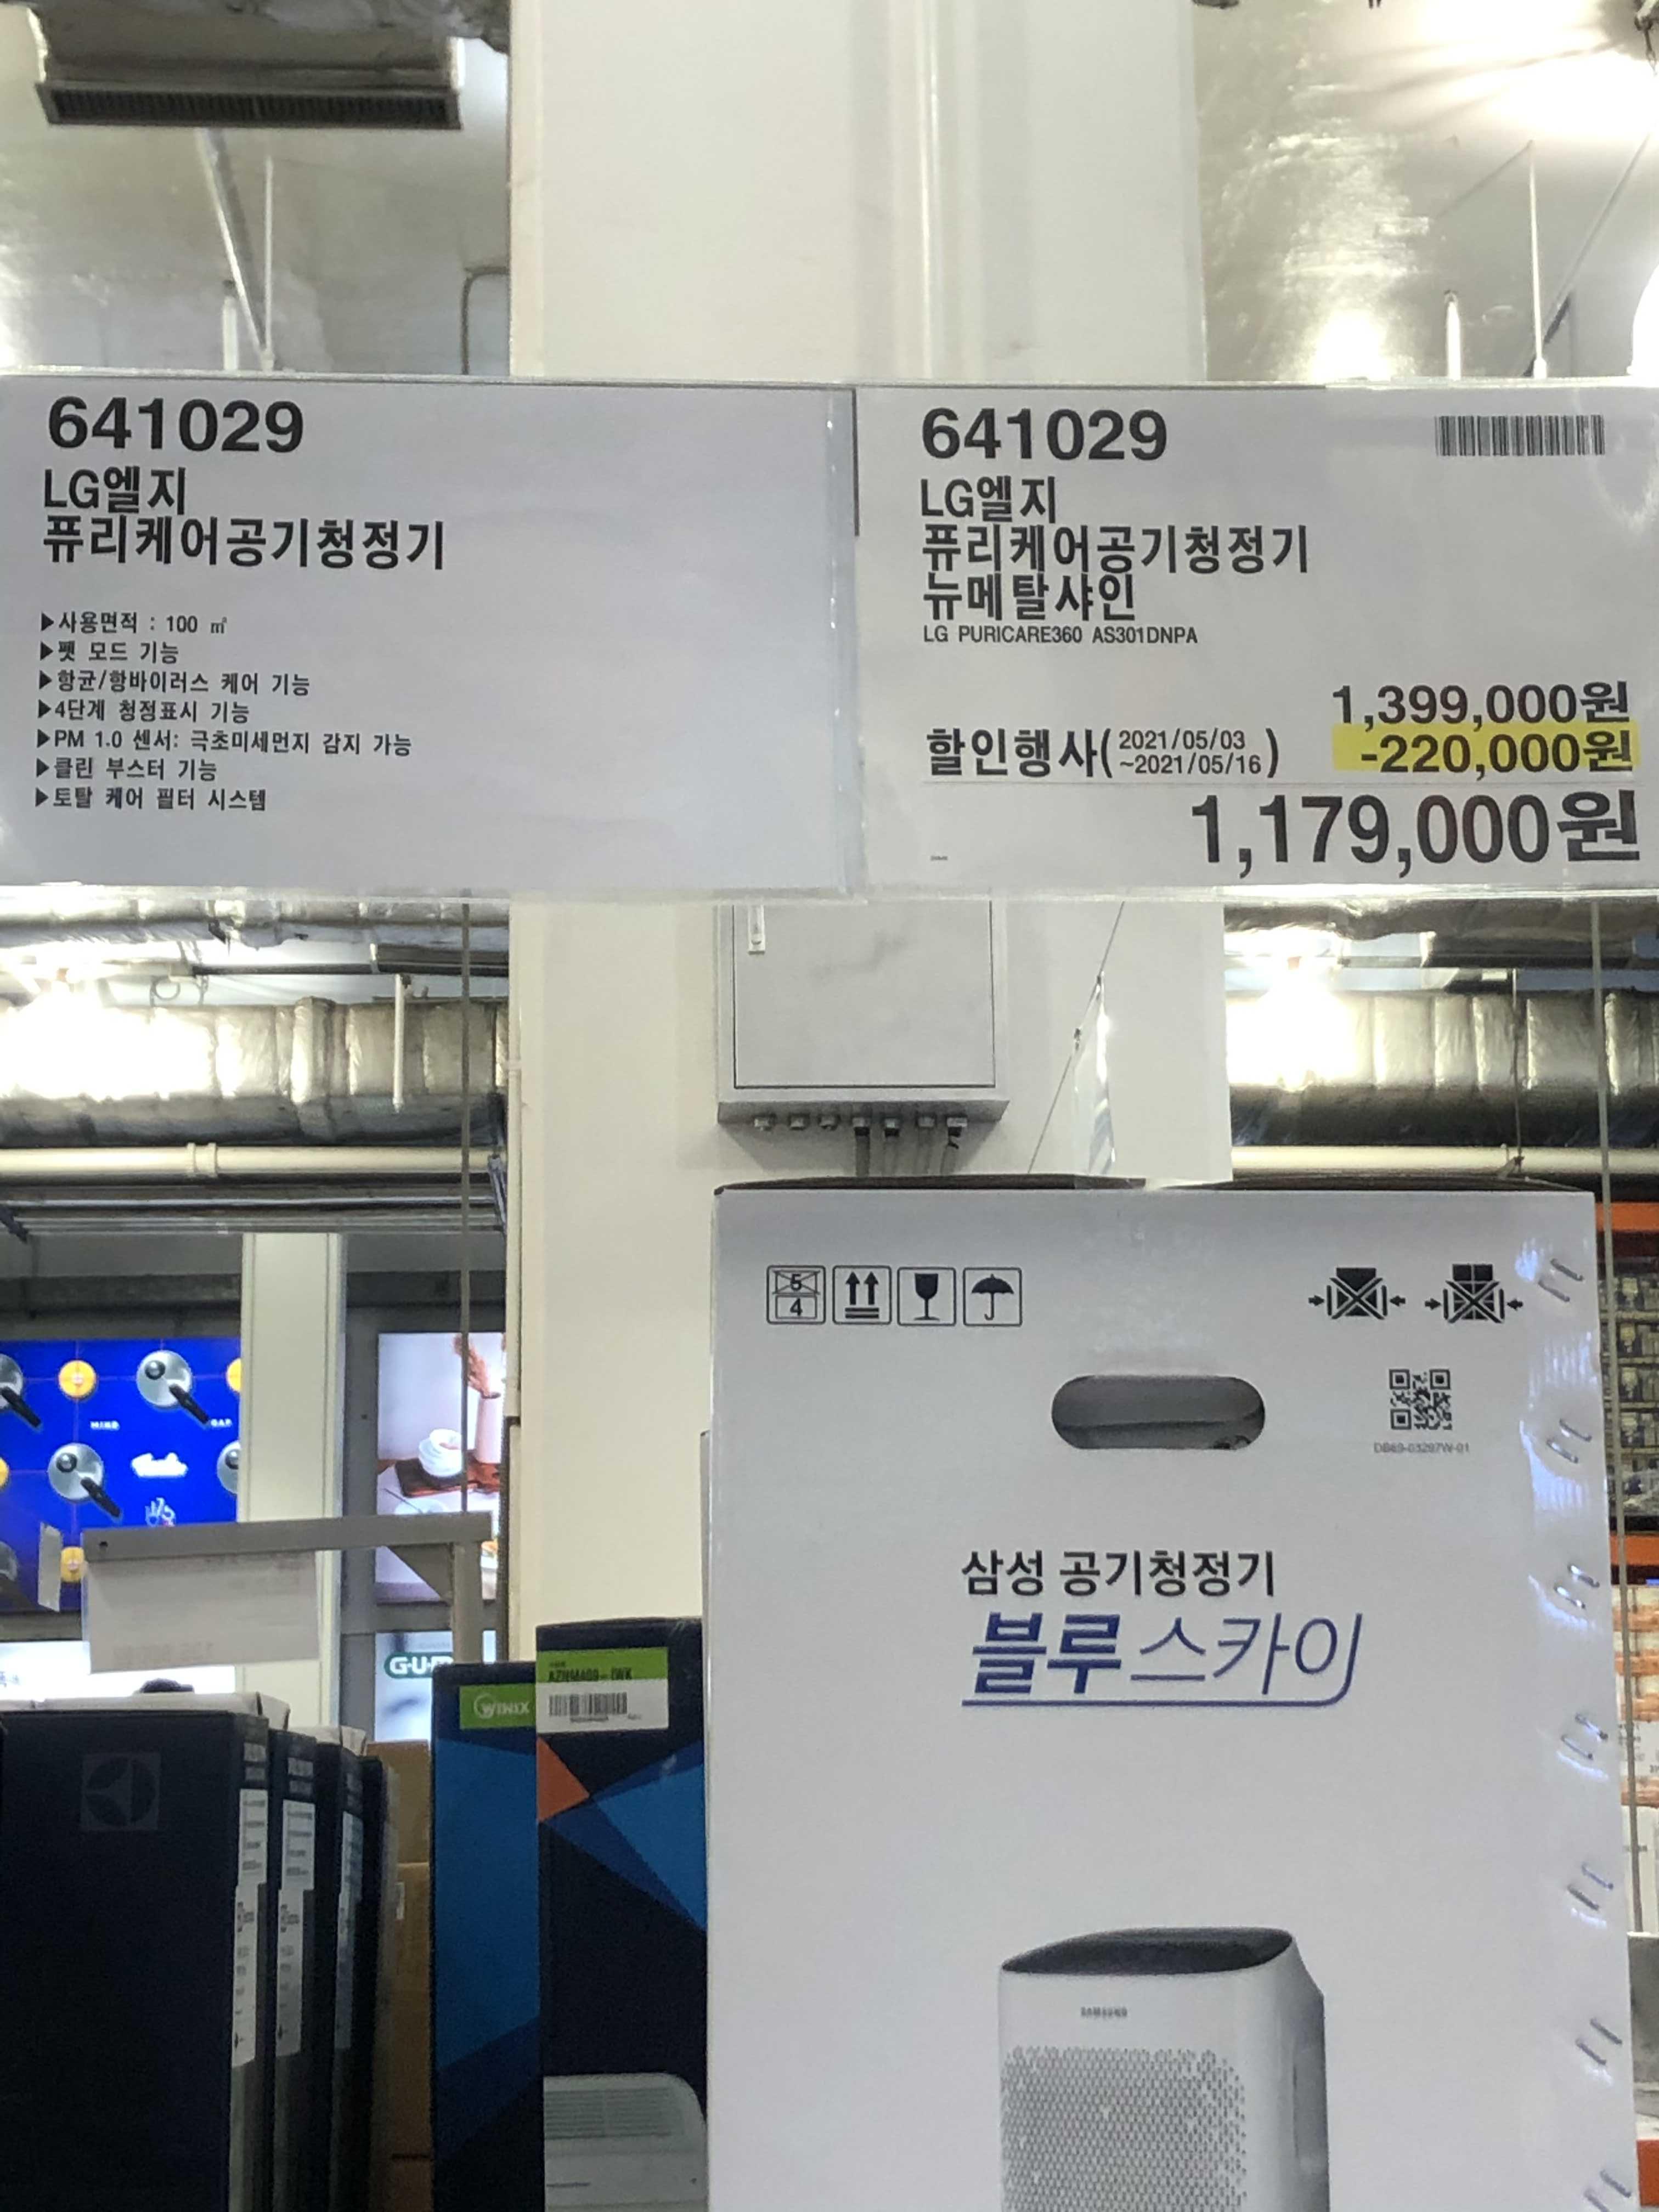 641029
LG엘지
퓨리케어공기청정기
▶사용면적 : 100 ㎡
▶펫 모드 기능
▶항균/항바이러스 케어 기능
▶4단계 청정표시 기능
▶PM 1.0 센서: 극초미세먼지 감지 가능
▶클린 부스터 기능
▶토탈 케어 필터 시스템
641029
LG엘지
퓨리케어공기청정기
뉴메탈샤인
LG PURICARE360 AS301DNPA
1,399,000원
할인행사(2021/05/03 ~2021/05/16) -220,000원
1,179,000원
5
4
DB69-03297W-01
삼성 공기청정기
블루스카이
SAMSUNG
WINIX
G·U·M